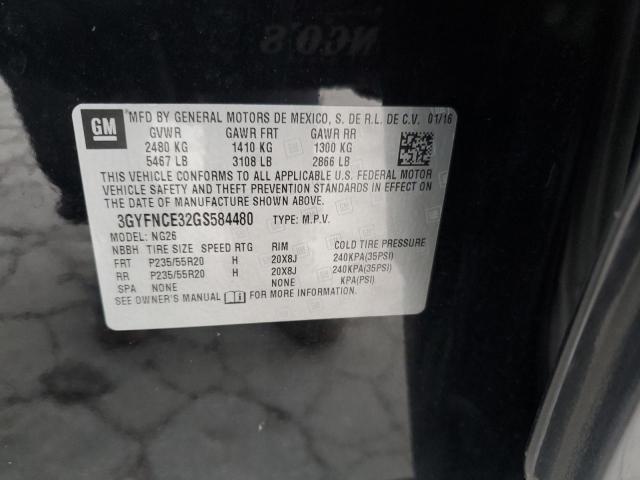 NCO 8
GM
MFD BY GENERAL MOTORS DE MEXICO, S. DE R.L. DE C.V. 01/16
GVWR GAWR FRT GAWR RR
2480 KG 1410 KG 1300 KG
5467 LB 3108 LB 2866 LB
THIS VEHICLE CONFORMS TO ALL APPLICABLE U.S. FEDERAL MOTOR
VEHICLE SAFETY AND THEFT PREVENTION STANDARDS IN EFFECT ON
THE DATE OF MANUFACTURE SHOWN ABOVE.
3GYFNCE32GS584480 TYPE: M.P.V.
MODEL: NG26
NBBH TIRE SIZE SPEED RTG RIM COLD TIRE PRESSURE
FRT P235/55R20 H 20X8J 240KPA(35PSI)
RR P235/55R20 H 20X8J 240KPA(35PSI)
SPA NONE NONE KPA(PSI)
SEE OWNER'S MANUAL FOR MORE INFORMATION.